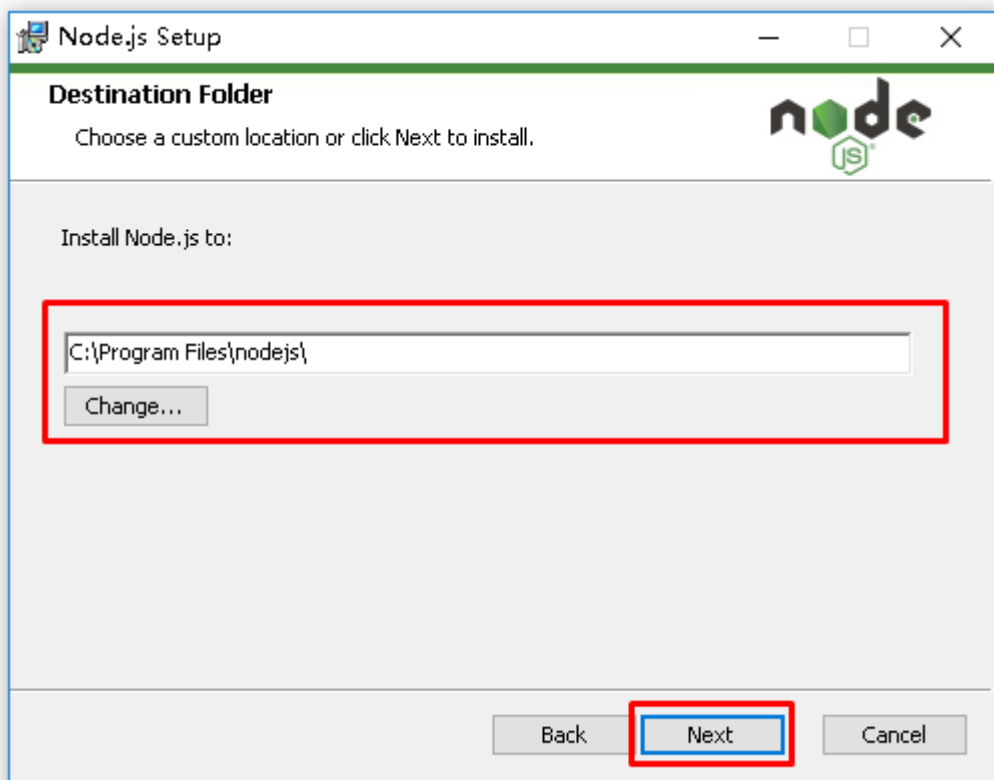 Node.js Setup
Destination Folder
Choose a custom location or click Next to install.
node
JS
Install Node.js to:
C:\Program Files\nodejs\
Change...
Back Next Cancel